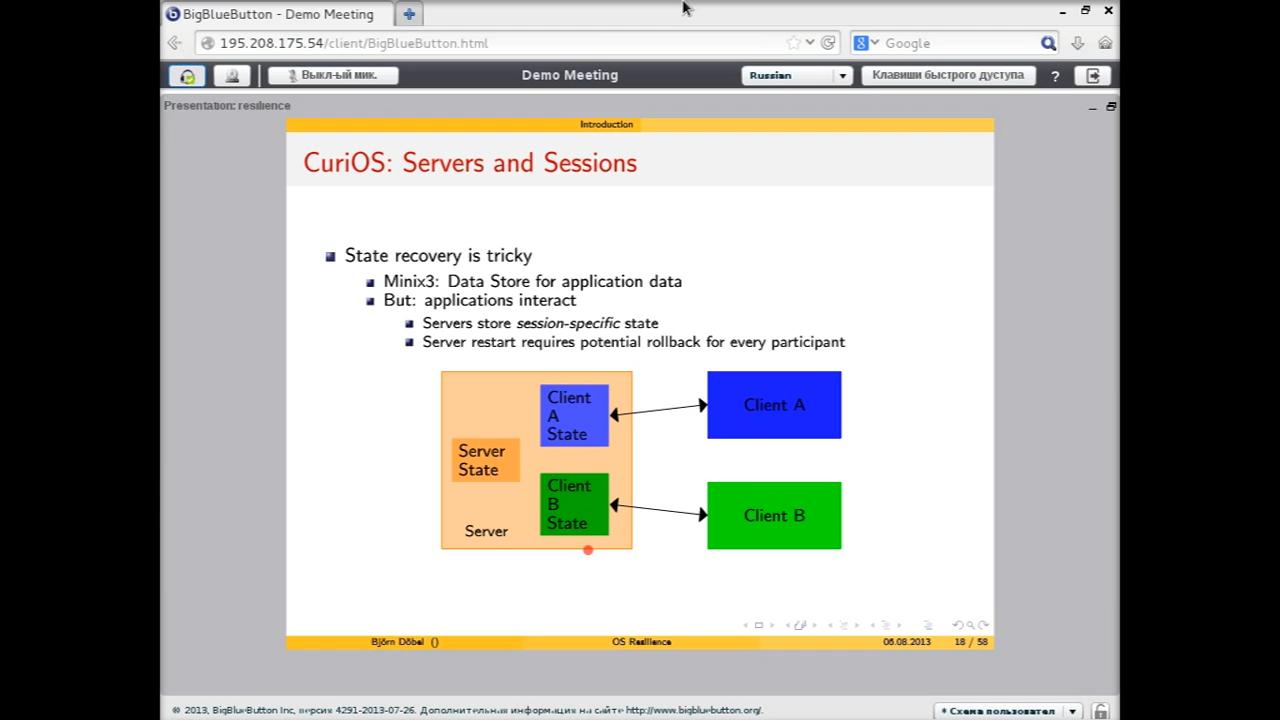 BigBlueButton - Demo Meeting
195.208.175.54/client/BigBlueButton.html
Google
Выкл-ый мик.
Demo Meeting
Russian
Клавиши быстрого доступа
?
Presentation: resilience
Introduction
CuriOS: Servers and Sessions
State recovery is tricky
Minix3: Data Store for application data
But: applications interact
Servers store session-specific state
Server restart requires potential rollback for every participant
Client
A
State
Client A
Server
State
Client
B
State
Client B
Server
Björn Döbel ()
OS Resilience
06.08.2013
18 / 58
© 2013, BigBlueButton Inc, версия 4291-2013-07-26. Дополнительная информация на сайте http://www.bigbluebutton.org/.
* Схема пользовател